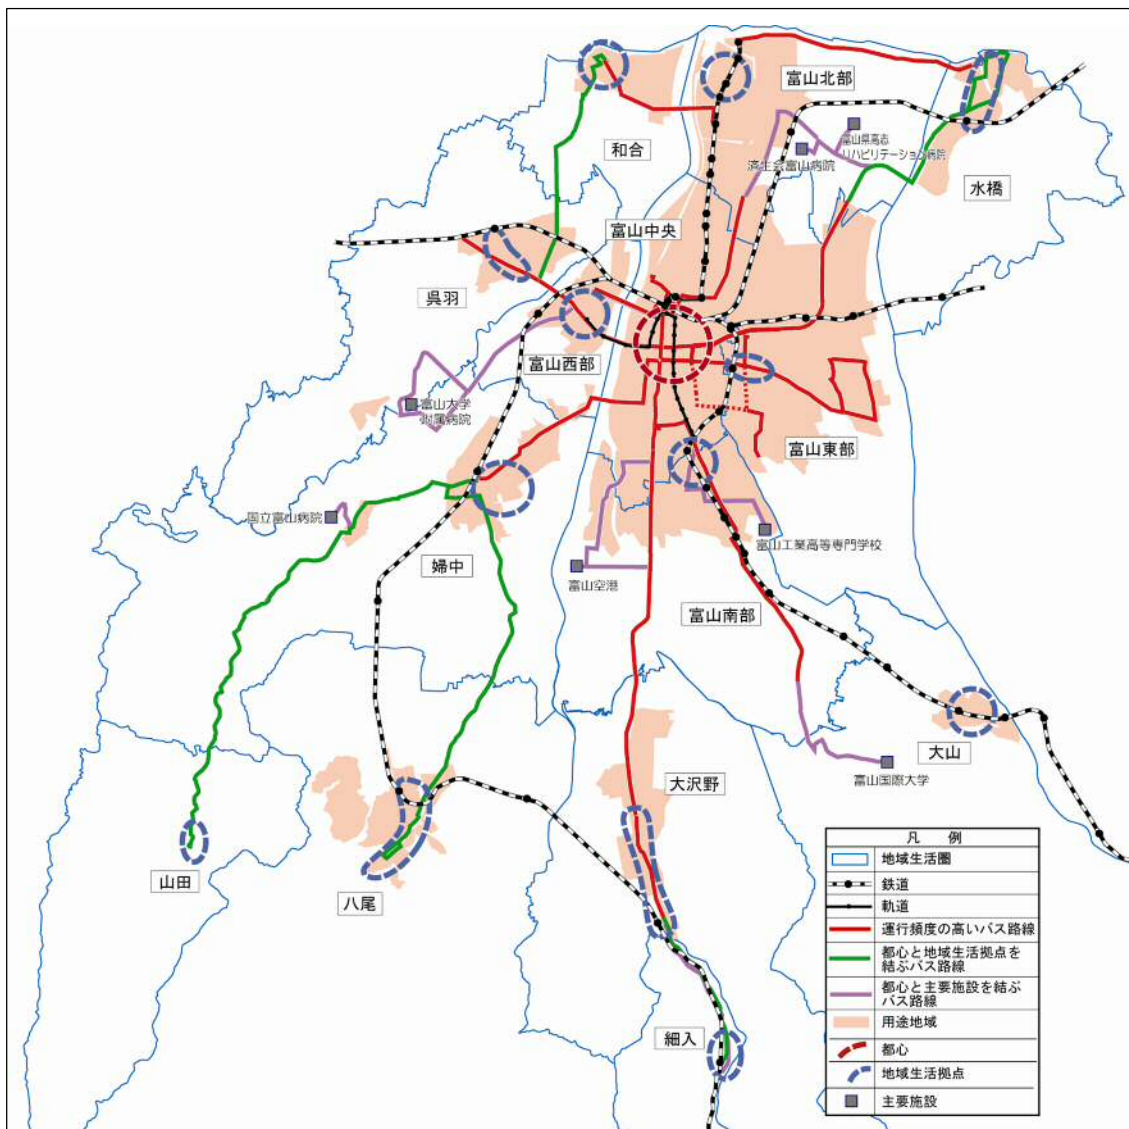 富山北部
富山県高志
リハビリテーション病院
済生会富山病院
和合
水橋
富山中央
呉羽
富山西部
富山大学
附属病院
富山東部
国立富山病院
富山工業高等専門学校
婦中
富山空港
富山南部
大山
富山国際大学
大沢野
山田
八尾
細入
凡 例
地域生活圏
鉄道
軌道
運行頻度の高いバス路線
都心と地域生活拠点を
結ぶバス路線
都心と主要施設を結ぶ
バス路線
用途地域
都心
地域生活拠点
主要施設